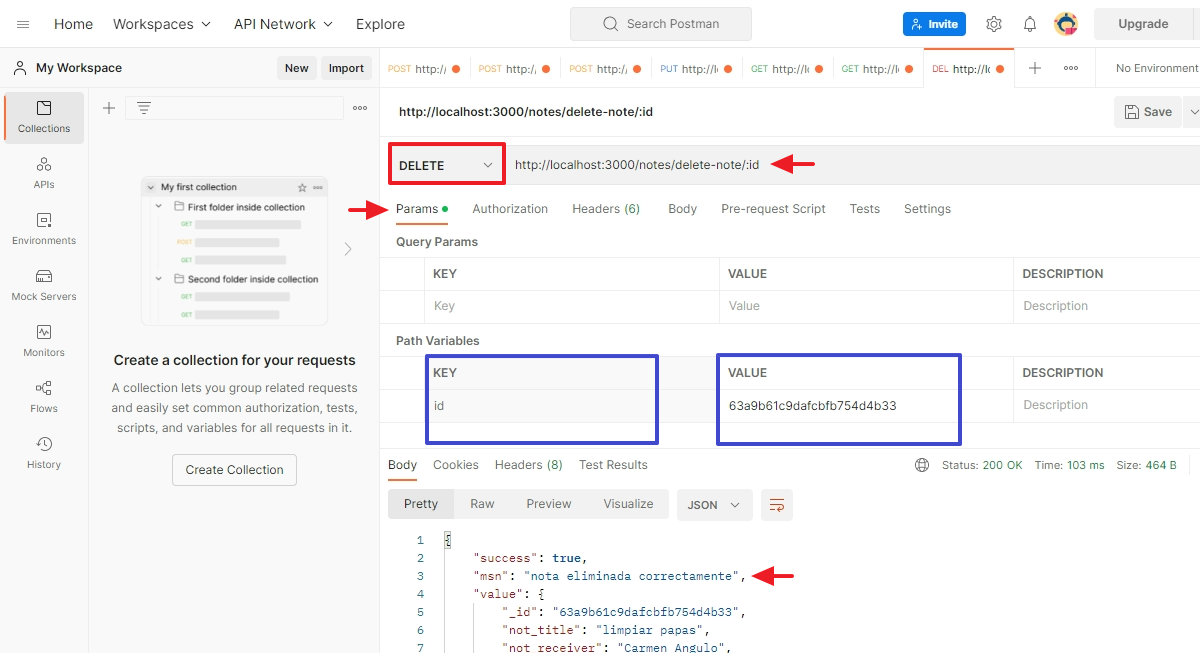 Home Workspaces API Network Explore Search Postman Invite Upgrade
My Workspace New Import
POST http:/ POST http:/ POST http:/ PUT http://l GET http://l GET http://l DEL http://l No Environment
Collections
APIs
Environments
Mock Servers
Monitors
Flows
History
My first collection
First folder inside collection
GET
POST
GET
Second folder inside collection
GET
GET
Create a collection for your requests
A collection lets you group related requests
and easily set common authorization, tests,
scripts, and variables for all requests in it.
Create Collection
http://localhost:3000/notes/delete-note/:id Save
DELETE http://localhost:3000/notes/delete-note/:id
Params Authorization Headers (6) Body Pre-request Script Tests Settings
Query Params
KEY VALUE DESCRIPTION
Key Value Description
Path Variables
KEY VALUE DESCRIPTION
id 63a9b61c9dafcbfb754d4b33 Description
Body Cookies Headers (8) Test Results Status: 200 OK Time: 103 ms Size: 464 B
Pretty Raw Preview Visualize JSON
1 {
2 "success": true,
3 "msn": "nota eliminada correctamente",
4 "value": {
5 "_id": "63a9b61c9dafcbfb754d4b33",
6 "not_title": "limpiar papas",
7 "not_receiver": "Carmen Angulo",